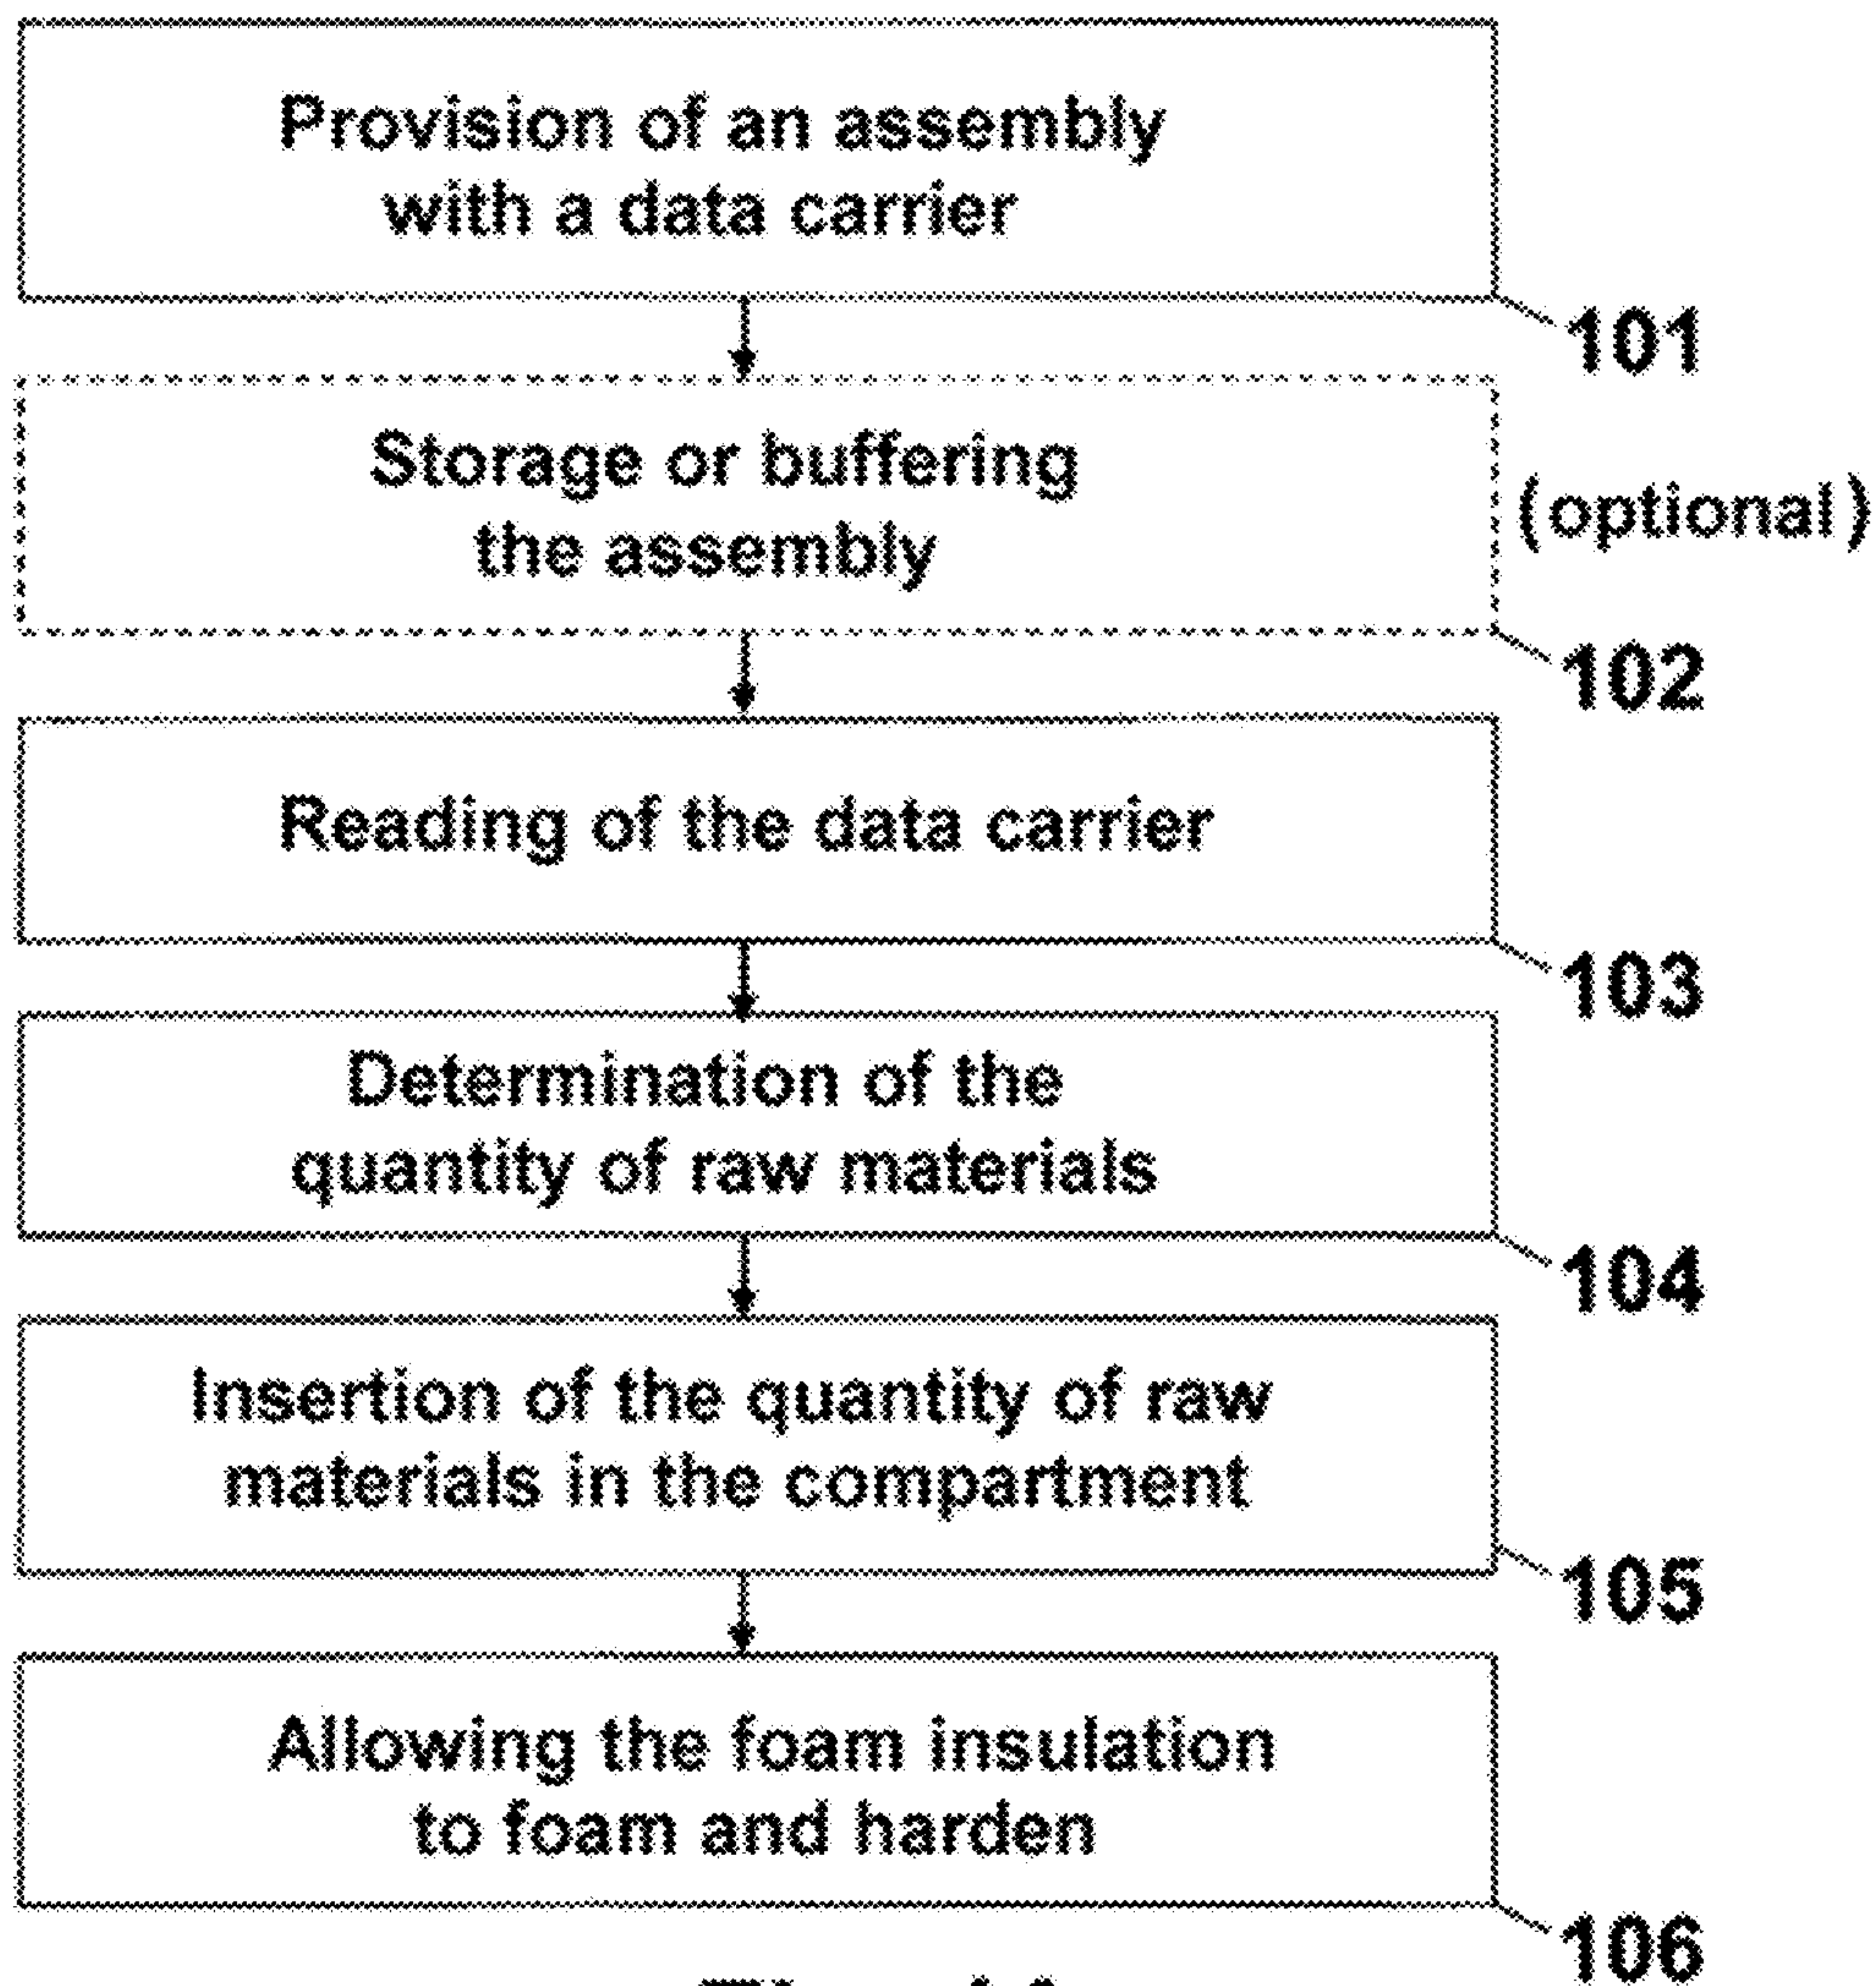 Provision of an assembly
with a data carrier
101
Storage or buffering
the assembly
(optional)
102
Reading of the data carrier
103
Determination of the
quantity of raw materials
104
Insertion of the quantity of raw
materials in the compartment
105
Allowing the foam insulation
to foam and harden
106